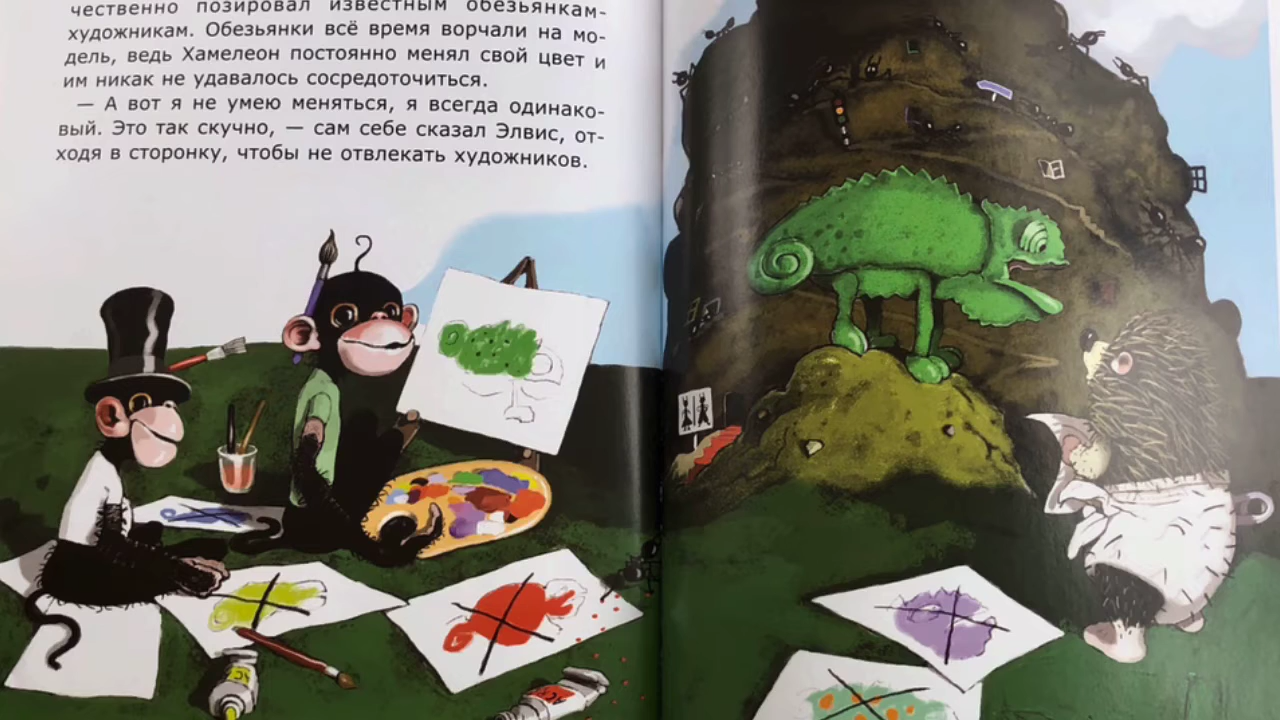 чественно позировал известным обезьянкам-
художникам. Обезьянки всё время ворчали на мо-
дель, ведь Хамелеон постоянно менял свой цвет и
им никак не удавалось сосредоточиться.
— А вот я не умею меняться, я всегда одинако-
вый. Это так скучно, — сам себе сказал Элвис, от-
ходя в сторонку, чтобы не отвлекать художников.